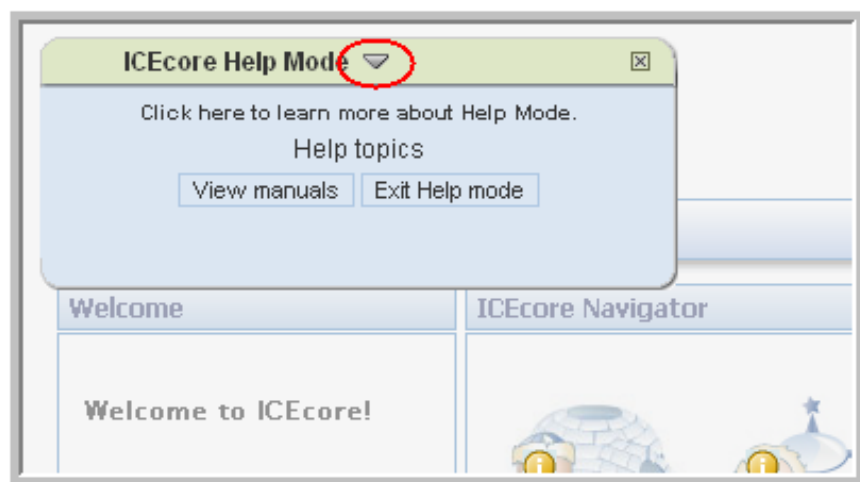 ICEcore Help Mode
Click here to learn more about Help Mode.
Help topics
View manuals Exit Help mode
Welcome ICEcore Navigator
Welcome to ICEcore!
i i